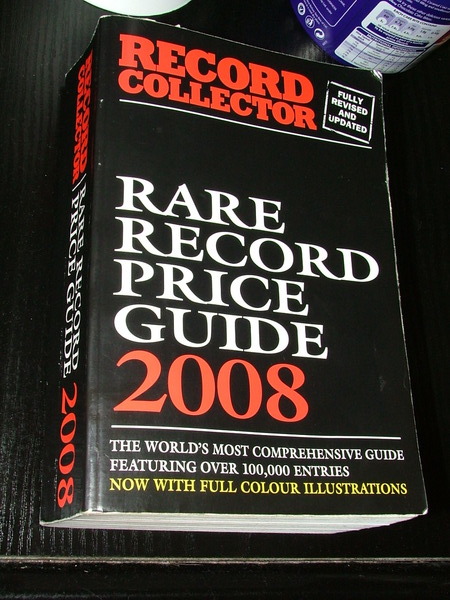 RECORD
COLLECTOR
FULLY
REVISED
AND
UPDATED
RARE
RECORD
PRICE
GUIDE
2008
THE WORLD'S MOST COMPREHENSIVE GUIDE
FEATURING OVER 100,000 ENTRIES
NOW WITH FULL COLOUR ILLUSTRATIONS
RECORD
COLLECTOR
RARE RECORD
PRICE GUIDE
2008